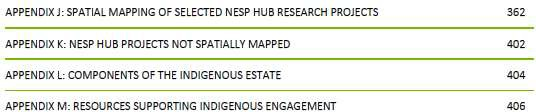 APPENDIX J: SPATIAL MAPPING OF SELECTED NESP HUB RESEARCH PROJECTS 362
APPENDIX K: NESP HUB PROJECTS NOT SPATIALLY MAPPED 402
APPENDIX L: COMPONENTS OF THE INDIGENOUS ESTATE 404
APPENDIX M: RESOURCES SUPPORTING INDIGENOUS ENGAGEMENT 406